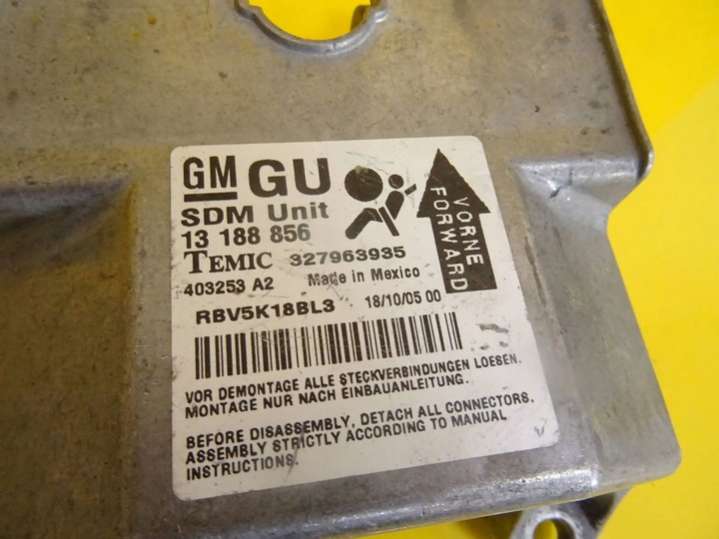 GM GU
SDM Unit
13 188 856
TEMIC 327963935
403253 A2 Made in Mexico
RBV5K18BL3 18/10/05 00
VORNE
FORWARD
VOR DEMONTAGE ALLE STECKVERBINDUNGEN LOESEN.
MONTAGE NUR NACH EINBAUANLEITUNG.
BEFORE DISASSEMBLY, DETACH ALL CONNECTORS.
ASSEMBLY STRICTLY ACCORDING TO MANUAL
INSTRUCTIONS.